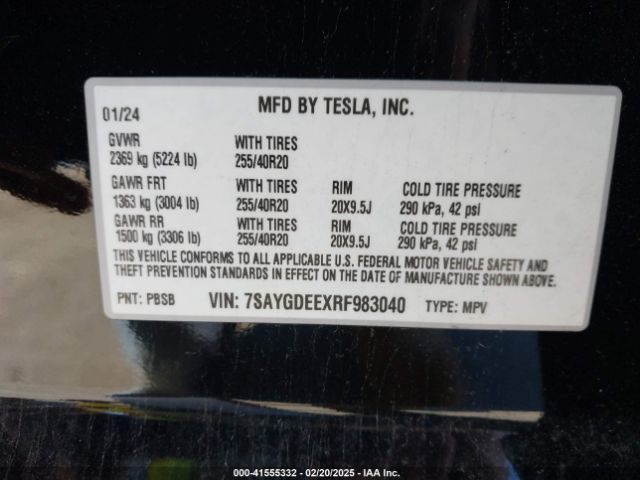 01/24 MFD BY TESLA, INC.
GVWR WITH TIRES
2369 kg (5224 lb) 255/40R20
GAWR FRT WITH TIRES RIM COLD TIRE PRESSURE
1363 kg (3004 lb) 255/40R20 20X9.5J 290 kPa, 42 psi
GAWR RR WITH TIRES RIM COLD TIRE PRESSURE
1500 kg (3306 lb) 255/40R20 20X9.5J 290 kPa, 42 psi
THIS VEHICLE CONFORMS TO ALL APPLICABLE U.S. FEDERAL MOTOR VEHICLE SAFETY AND
THEFT PREVENTION STANDARDS IN EFFECT ON THE DATE OF MANUFACTURE SHOWN ABOVE.
PNT: PBSB VIN: 7SAYGDEEXRF983040 TYPE: MPV
000-41555332 - 02/20/2025 - IAA Inc.